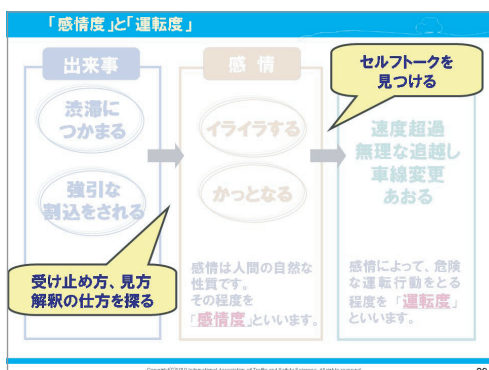 「感情度」と「運転度」
出来事
渋滞に
つかまる
強引な
割込をされる
受け止め方、見方
解釈の仕方を探る
感情
イライラする
かっとなる
感情は人間の自然な
性質です。
その程度を
「感情度」といいます。
セルフトークを
見つける
速度超過
無理な追越し
車線変更
あおる
感情によって、危険
な運転行動をとる
程度を「運転度」
といいます。